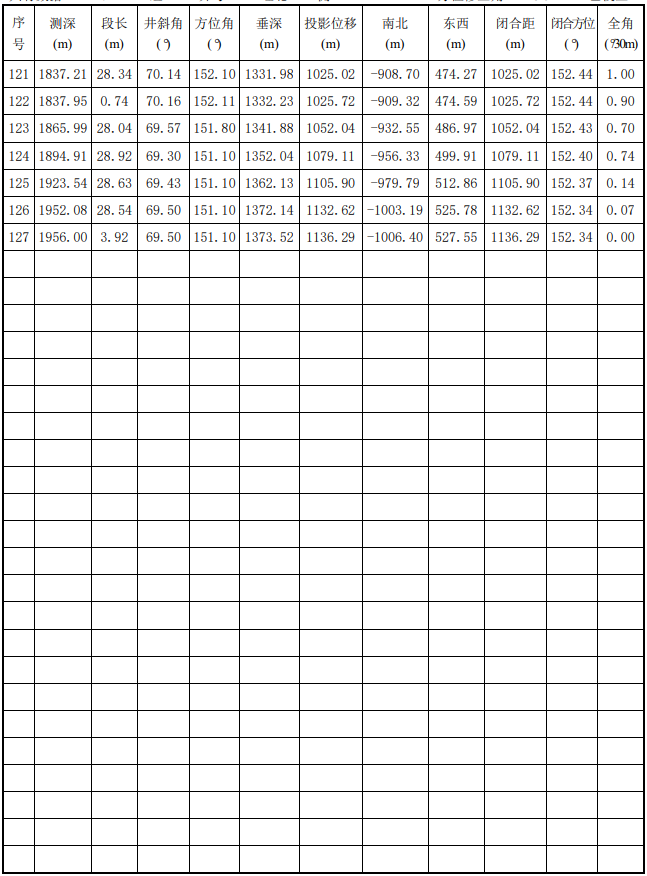 序号 测深(m) 段长(m) 井斜角(°) 方位角(°) 垂深(m) 投影位移(m) 南北(m) 东西(m) 闭合距(m) 闭合方位(°) 全角(°/30m)
121 1837.21 28.34 70.14 152.10 1331.98 1025.02 -908.70 474.27 1025.02 152.44 1.00
122 1837.95 0.74 70.16 152.11 1332.23 1025.72 -909.32 474.59 1025.72 152.44 0.90
123 1865.99 28.04 69.57 151.80 1341.88 1052.04 -932.55 486.97 1052.04 152.43 0.70
124 1894.91 28.92 69.30 151.10 1352.04 1079.11 -956.33 499.91 1079.11 152.40 0.74
125 1923.54 28.63 69.43 151.10 1362.13 1105.90 -979.79 512.86 1105.90 152.37 0.14
126 1952.08 28.54 69.50 151.10 1372.14 1132.62 -1003.19 525.78 1132.62 152.34 0.07
127 1956.00 3.92 69.50 151.10 1373.52 1136.29 -1006.40 527.55 1136.29 152.34 0.00